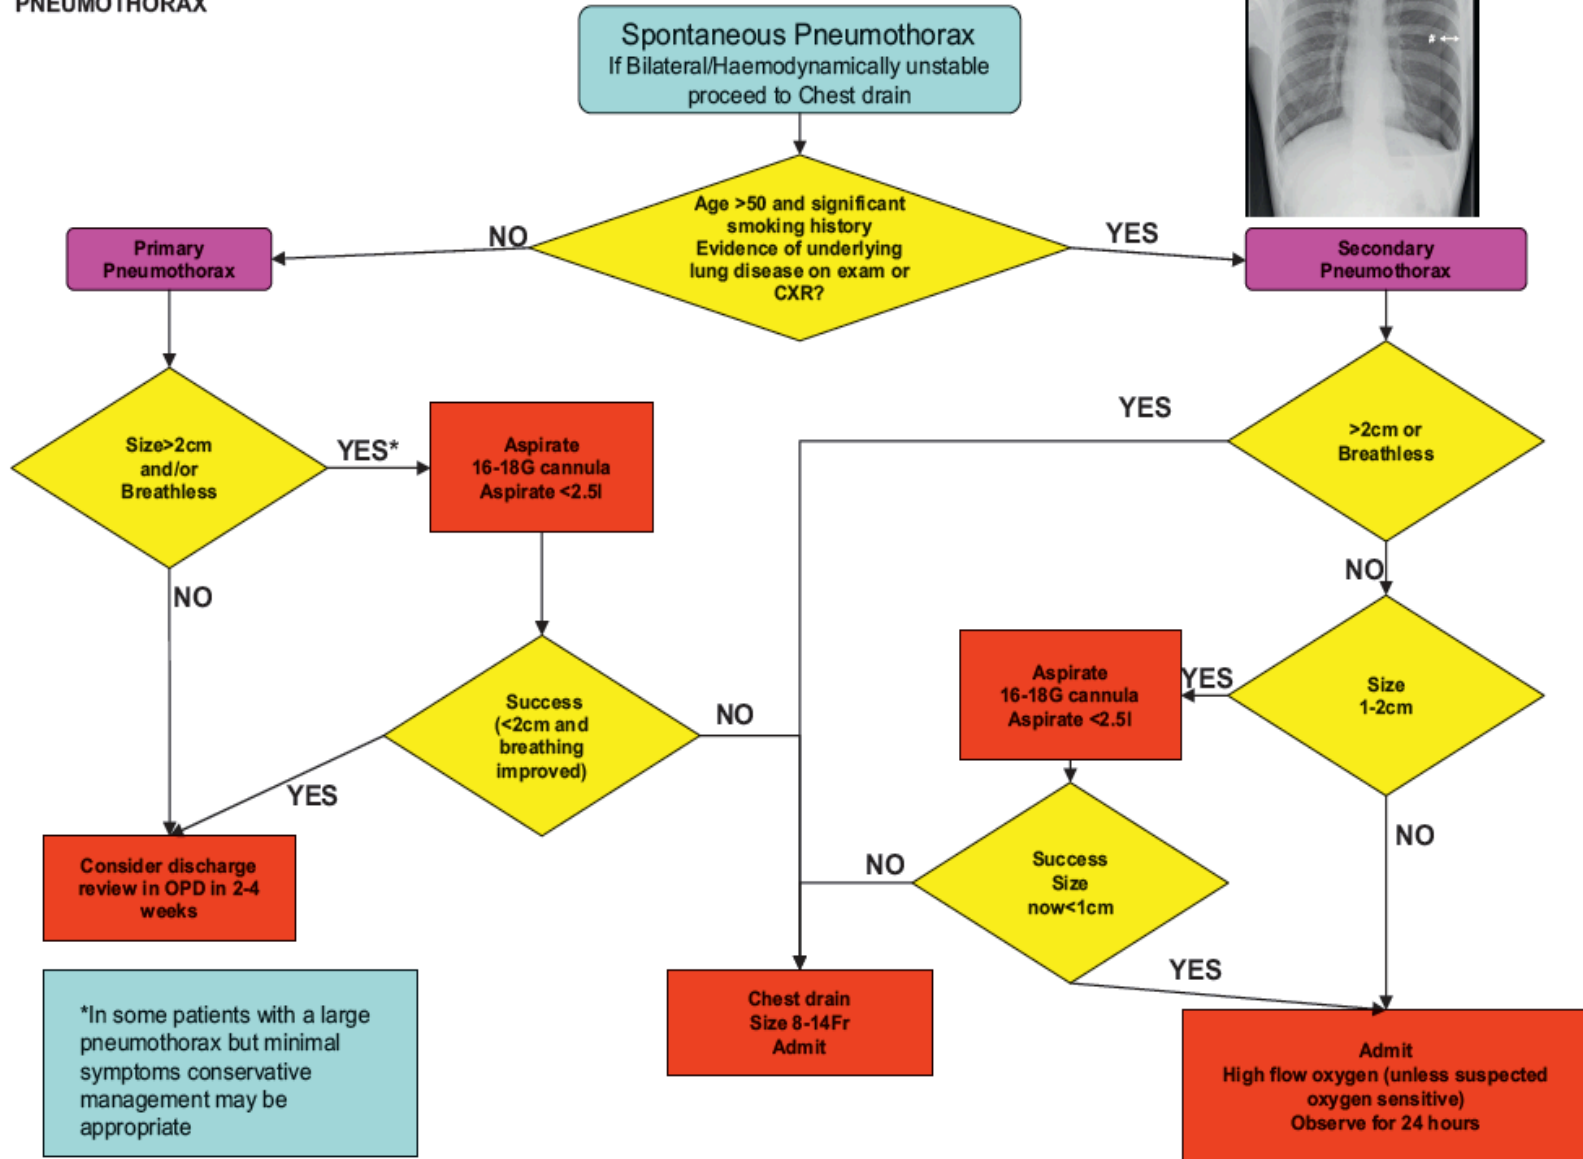 PNEUMOTHORAX
Spontaneous Pneumothorax
If Bilateral/Haemodynamically unstable
proceed to Chest drain
# 
Age >50 and significant
smoking history
Evidence of underlying
lung disease on exam or
CXR?
NO
YES
Primary
Pneumothorax
Secondary
Pneumothorax
Size>2cm
and/or
Breathless
YES*
Aspirate
16-18G cannula
Aspirate <2.5l
YES
>2cm or
Breathless
NO
NO
Success
(<2cm and
breathing
improved)
NO
YES
Aspirate
16-18G cannula
Aspirate <2.5l
YES
Size
1-2cm
NO
Success
Size
now<1cm
NO
YES
Consider discharge
review in OPD in 2-4
weeks
Chest drain
Size 8-14Fr
Admit
Admit
High flow oxygen (unless suspected
oxygen sensitive)
Observe for 24 hours
*In some patients with a large
pneumothorax but minimal
symptoms conservative
management may be
appropriate